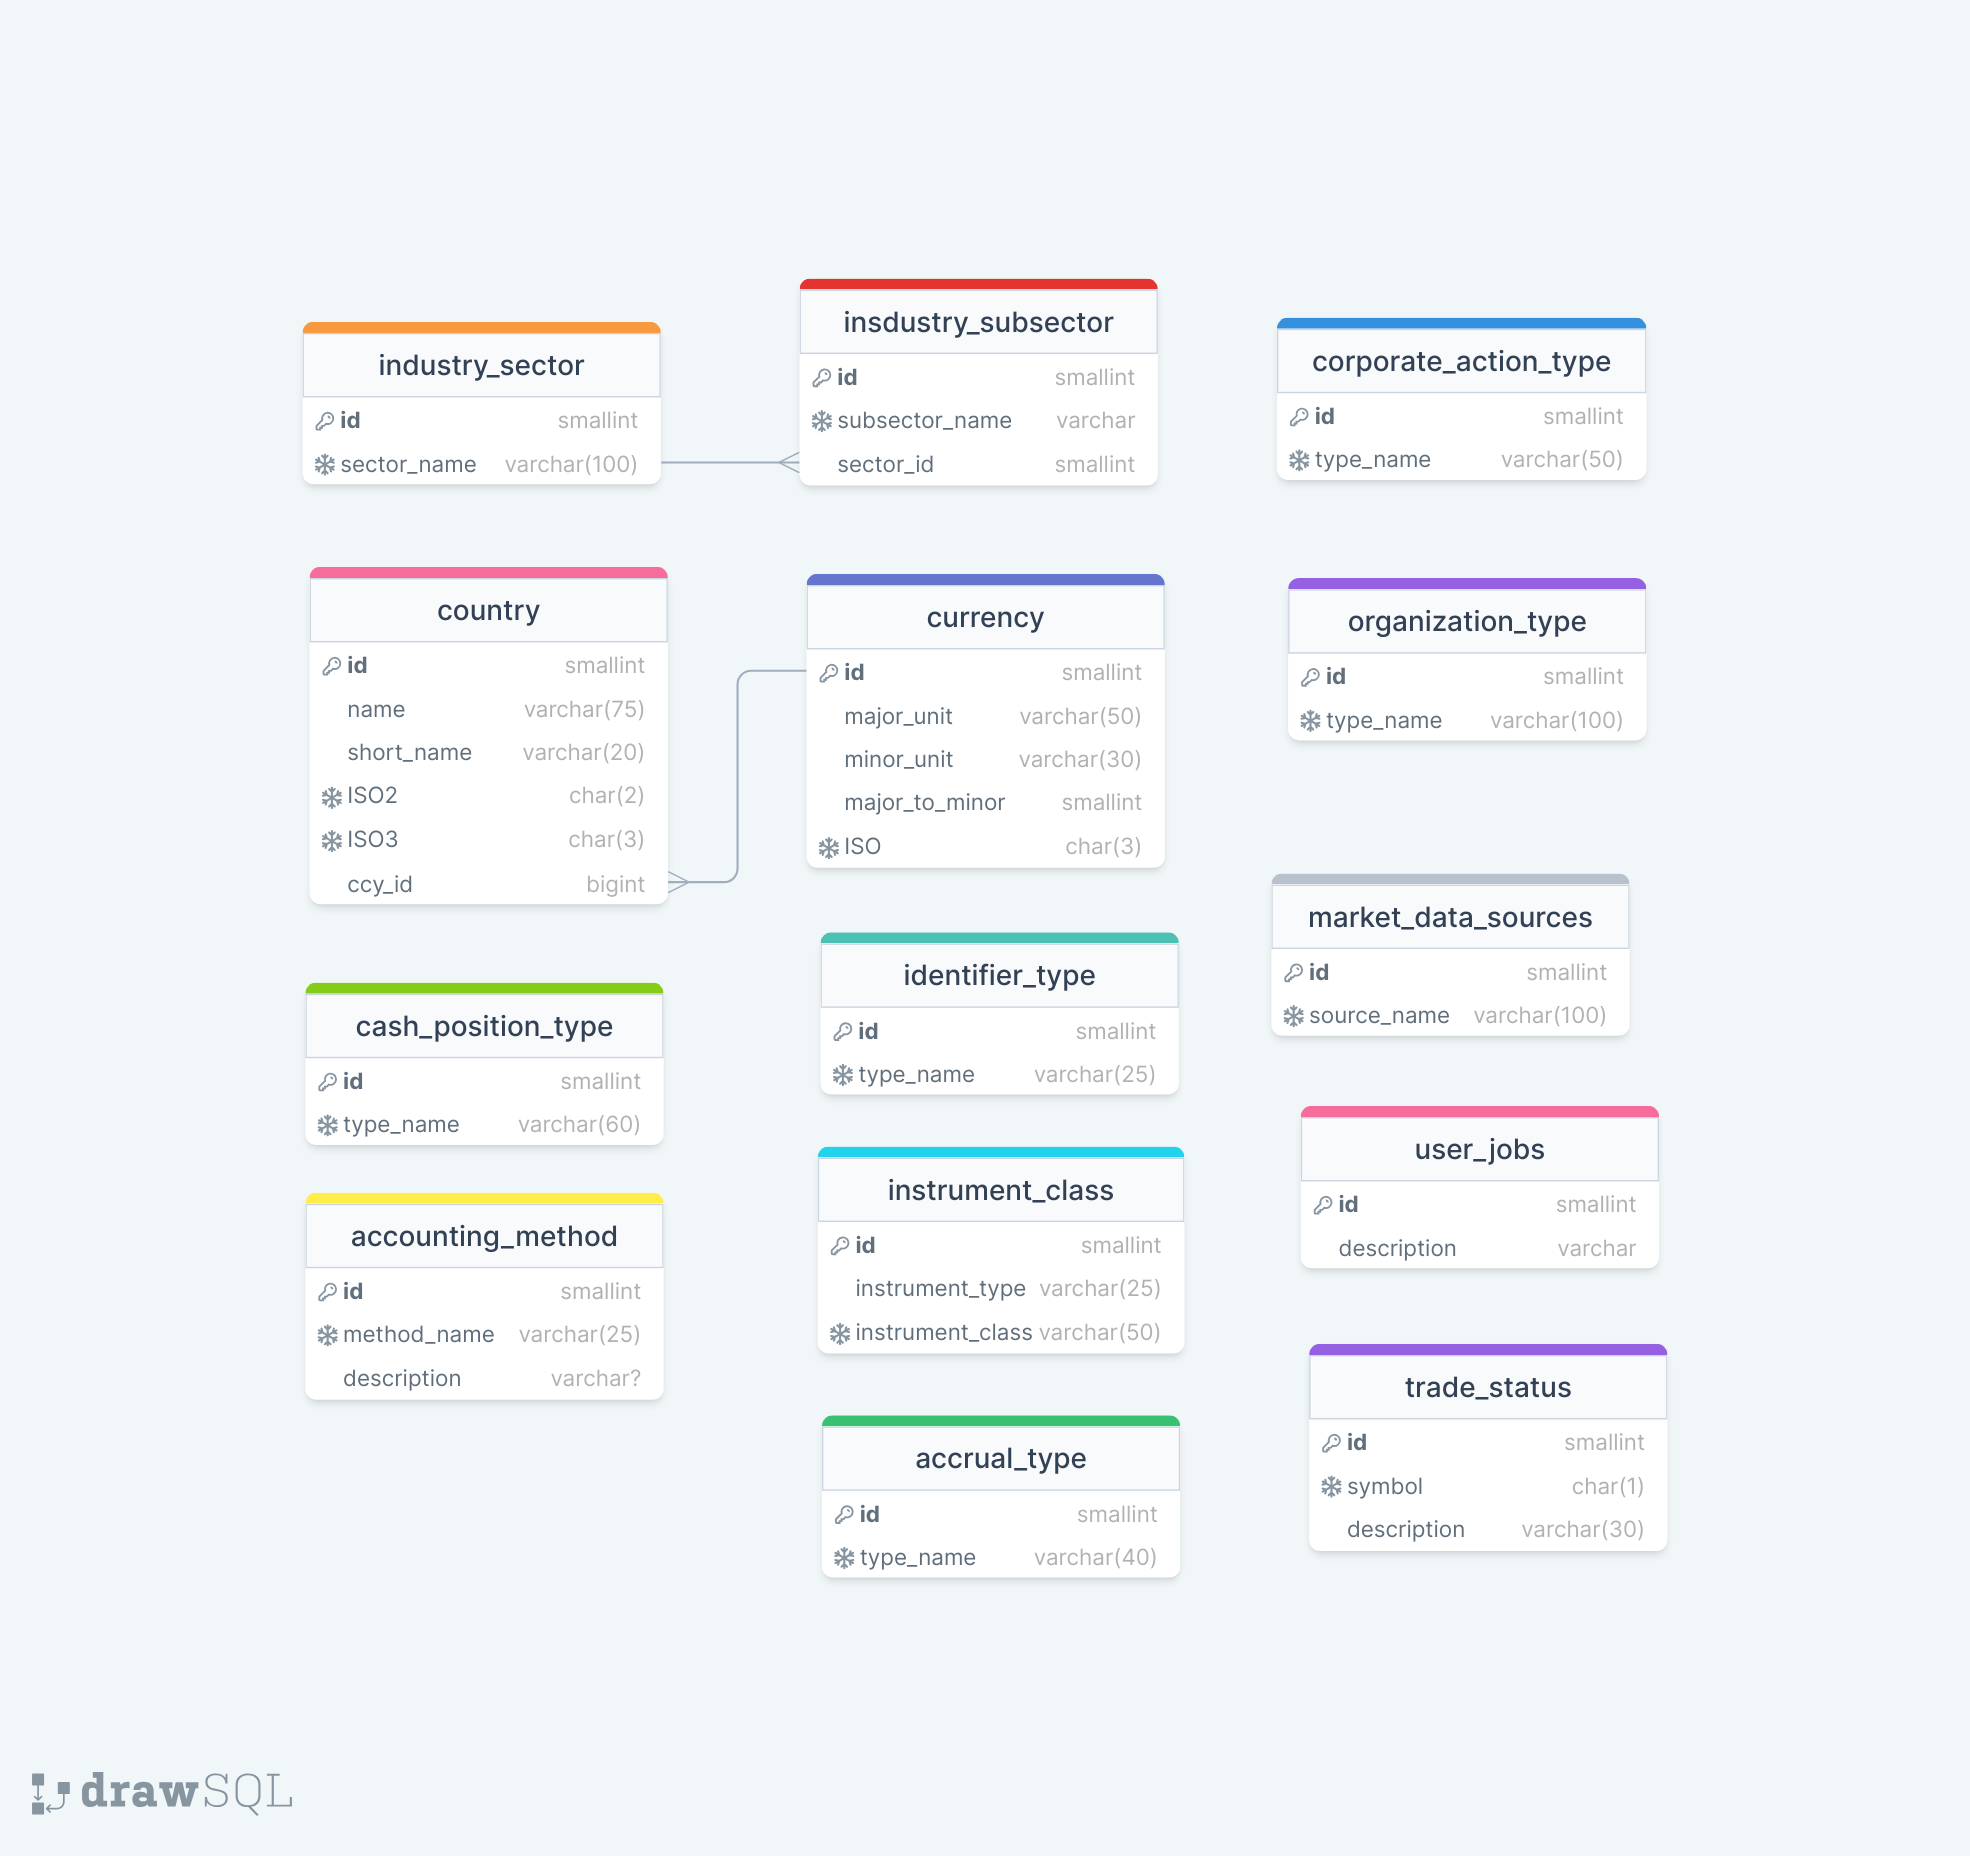 industry_sector
id smallint
sector_name varchar(100)
insdustry_subsector
id smallint
subsector_name varchar
sector_id smallint
corporate_action_type
id smallint
type_name varchar(50)
country
id smallint
name varchar(75)
short_name varchar(20)
ISO2 char(2)
ISO3 char(3)
ccy_id bigint
currency
id smallint
major_unit varchar(50)
minor_unit varchar(30)
major_to_minor smallint
ISO char(3)
organization_type
id smallint
type_name varchar(100)
market_data_sources
id smallint
source_name varchar(100)
identifier_type
id smallint
type_name varchar(25)
cash_position_type
id smallint
type_name varchar(60)
user_jobs
id smallint
description varchar
instrument_class
id smallint
instrument_type varchar(25)
instrument_class varchar(50)
accounting_method
id smallint
method_name varchar(25)
description varchar?
trade_status
id smallint
symbol char(1)
description varchar(30)
accrual_type
id smallint
type_name varchar(40)
drawSQL